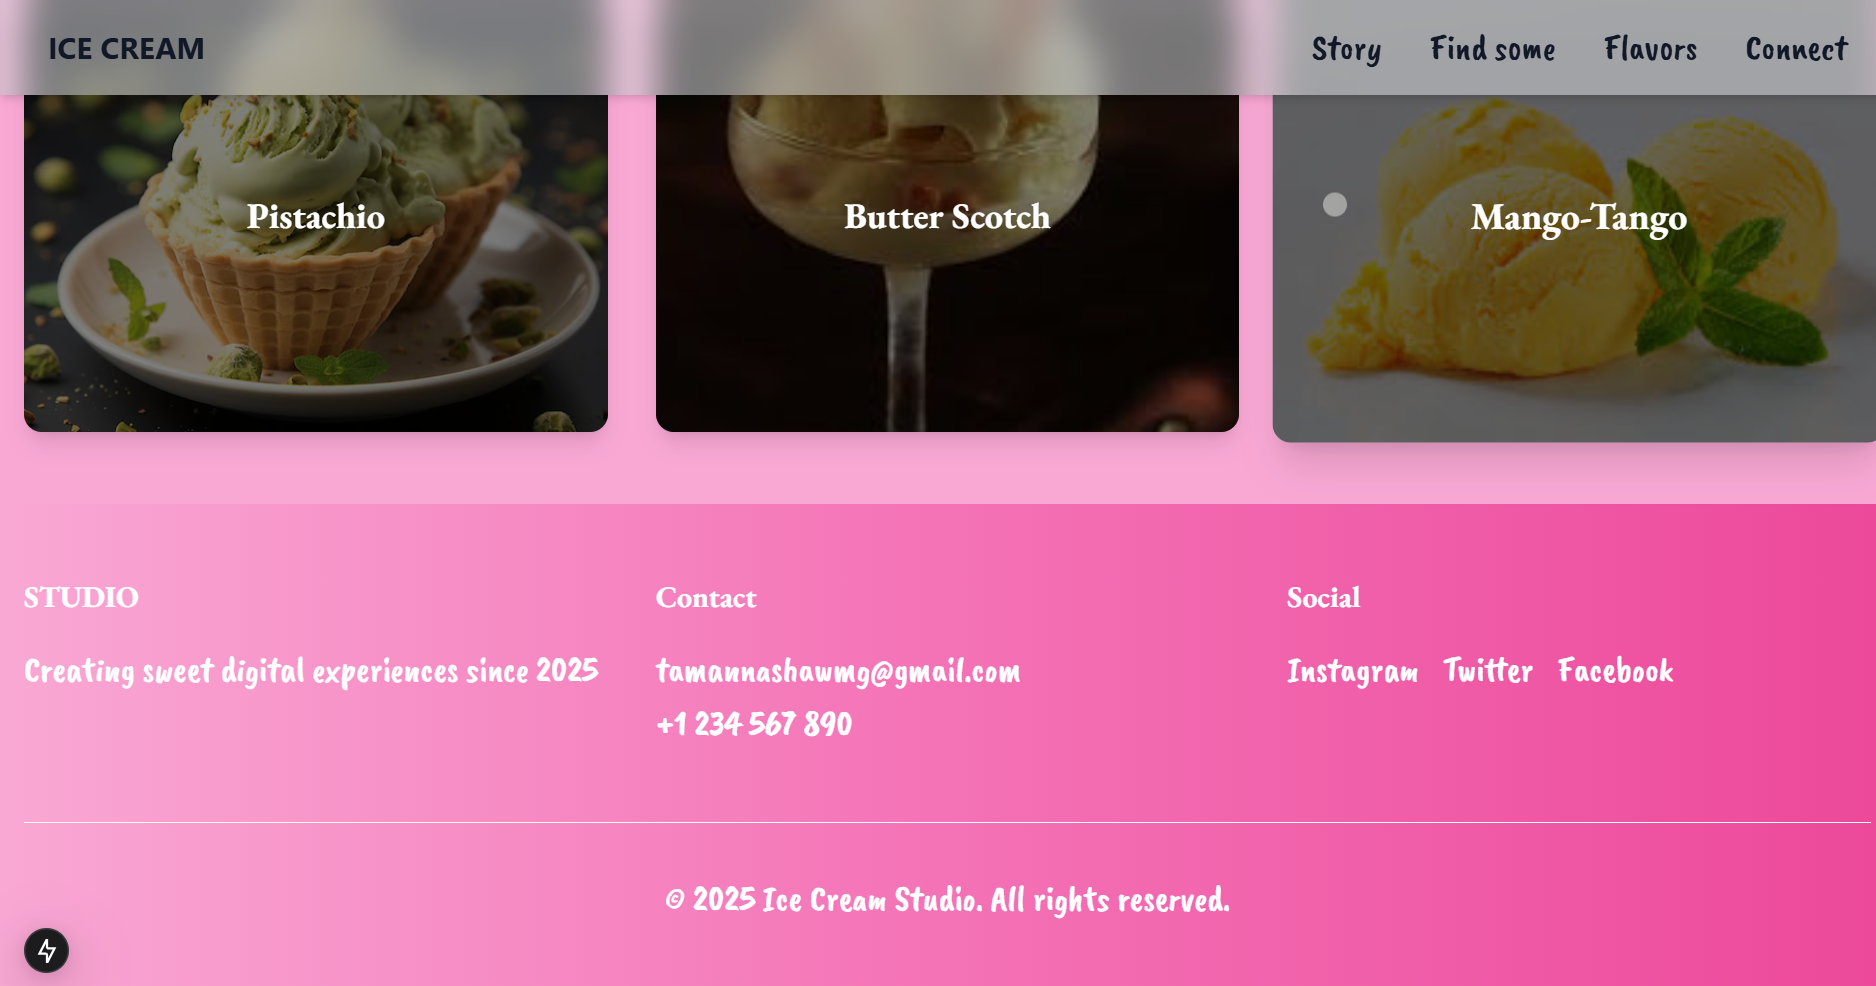 ICE CREAM
Story Find some Flavors Connect
Pistachio
Butter Scotch
Mango-Tango
STUDIO
Creating sweet digital experiences since 2025
Contact
tamannashawmg@gmail.com
+1 234 567 890
Social
Instagram Twitter Facebook
© 2025 Ice Cream Studio. All rights reserved.